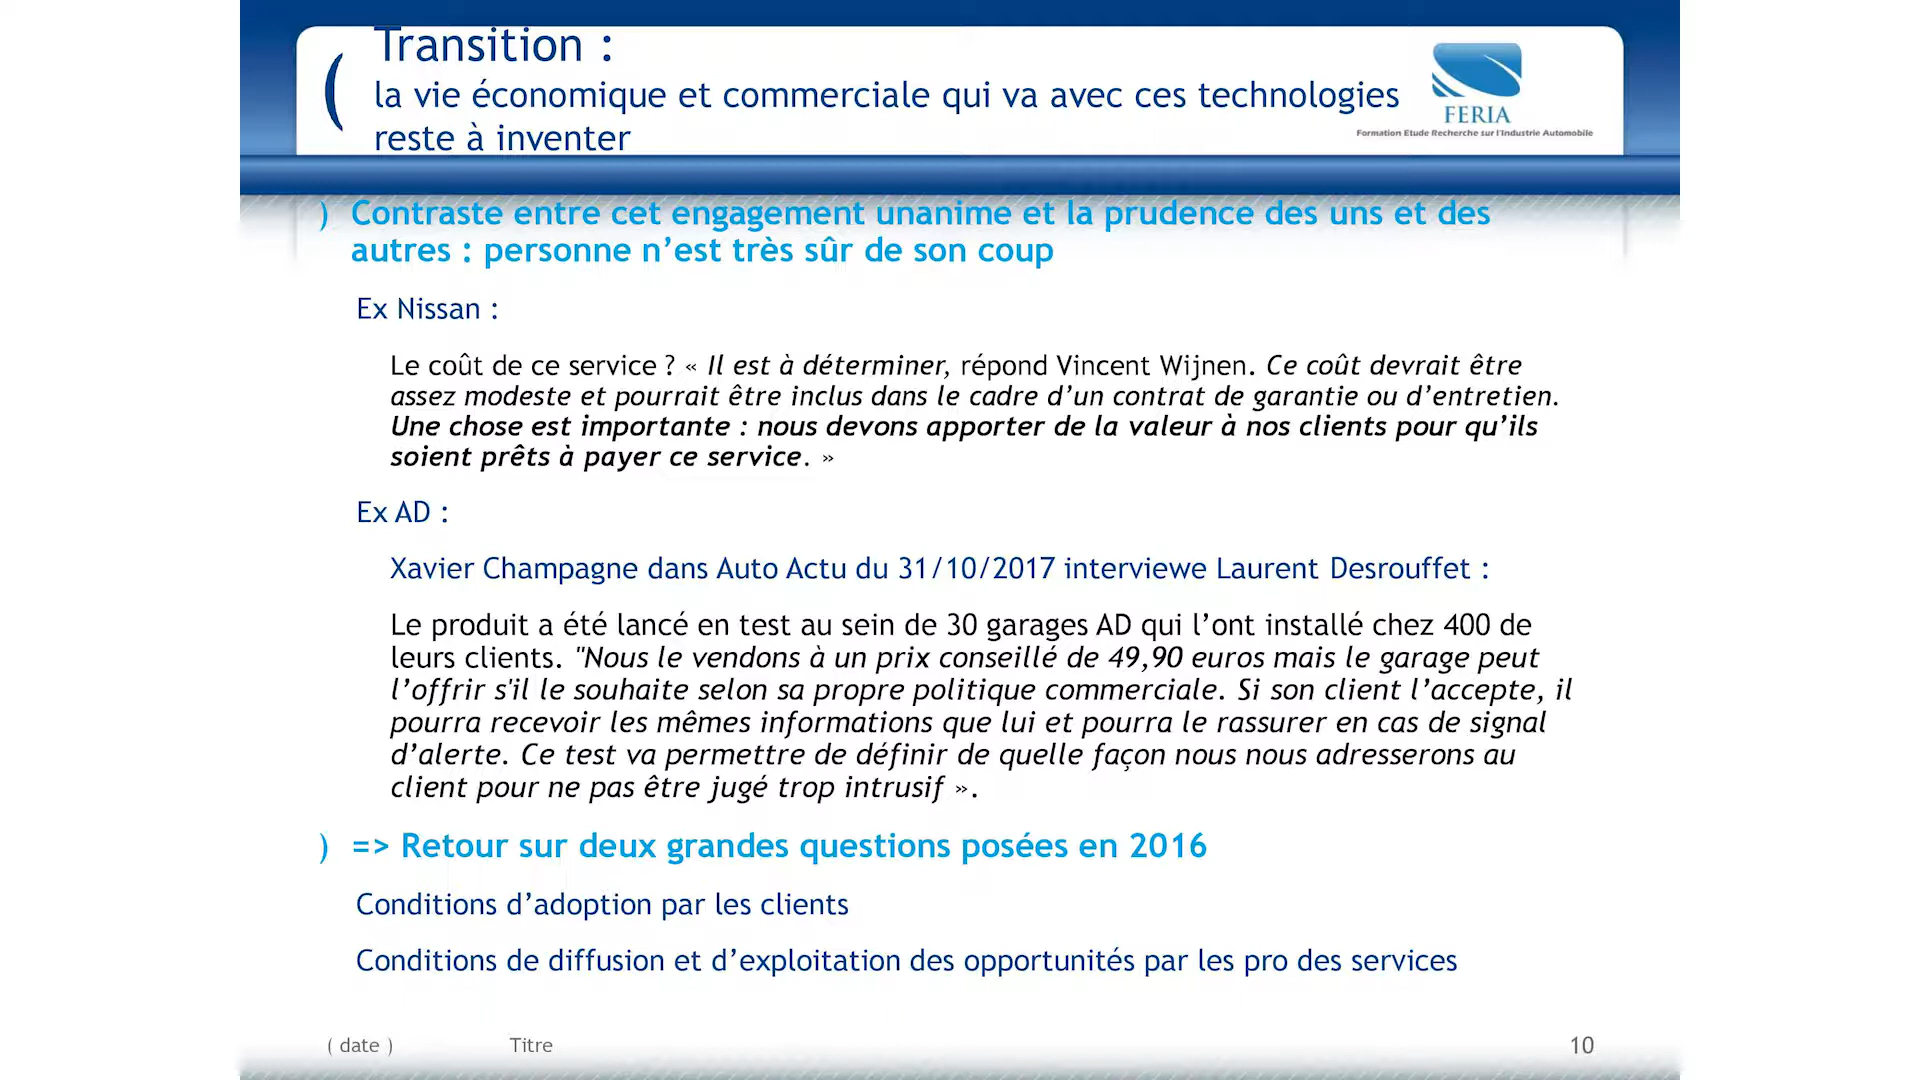 Transition :
la vie économique et commerciale qui va avec ces technologies
reste à inventer
FERIA
Formation Etude Recherche sur l'Industrie Automobile
) Contraste entre cet engagement unanime et la prudence des uns et des
autres : personne n’est très sûr de son coup
Ex Nissan :
Le coût de ce service ? « Il est à déterminer, répond Vincent Wijnen. Ce coût devrait être
assez modeste et pourrait être inclus dans le cadre d’un contrat de garantie ou d’entretien.
Une chose est importante : nous devons apporter de la valeur à nos clients pour qu’ils
soient prêts à payer ce service. »
Ex AD :
Xavier Champagne dans Auto Actu du 31/10/2017 interviewe Laurent Desrouffet :
Le produit a été lancé en test au sein de 30 garages AD qui l’ont installé chez 400 de
leurs clients. "Nous le vendons à un prix conseillé de 49,90 euros mais le garage peut
l’offrir s'il le souhaite selon sa propre politique commerciale. Si son client l’accepte, il
pourra recevoir les mêmes informations que lui et pourra le rassurer en cas de signal
d’alerte. Ce test va permettre de définir de quelle façon nous nous adresserons au
client pour ne pas être jugé trop intrusif ».
) => Retour sur deux grandes questions posées en 2016
Conditions d’adoption par les clients
Conditions de diffusion et d’exploitation des opportunités par les pro des services
( date ) Titre 10